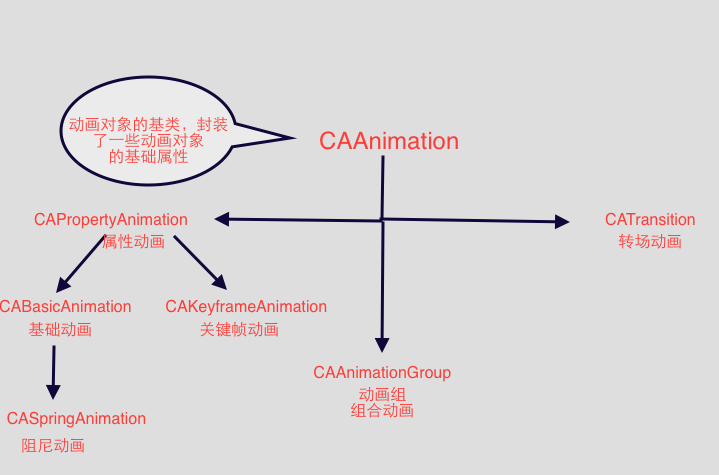 动画对象的基类，封装
了一些动画对象
的基础属性
CAAnimation
CAPropertyAnimation
属性动画
CATransition
转场动画
CABasicAnimation
基础动画
CAKeyframeAnimation
关键帧动画
CAAnimationGroup
动画组
组合动画
CASpringAnimation
阻尼动画